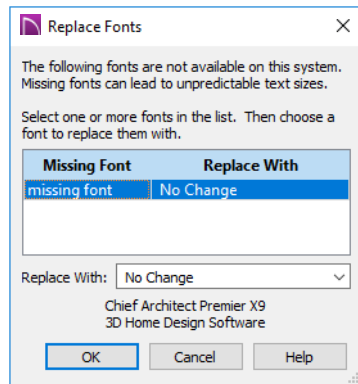 Replace Fonts
The following fonts are not available on this system.
Missing fonts can lead to unpredictable text sizes.
Select one or more fonts in the list. Then choose a
font to replace them with.
Missing Font Replace With
missing font No Change
Replace With: No Change
Chief Architect Premier X9
3D Home Design Software
OK Cancel Help